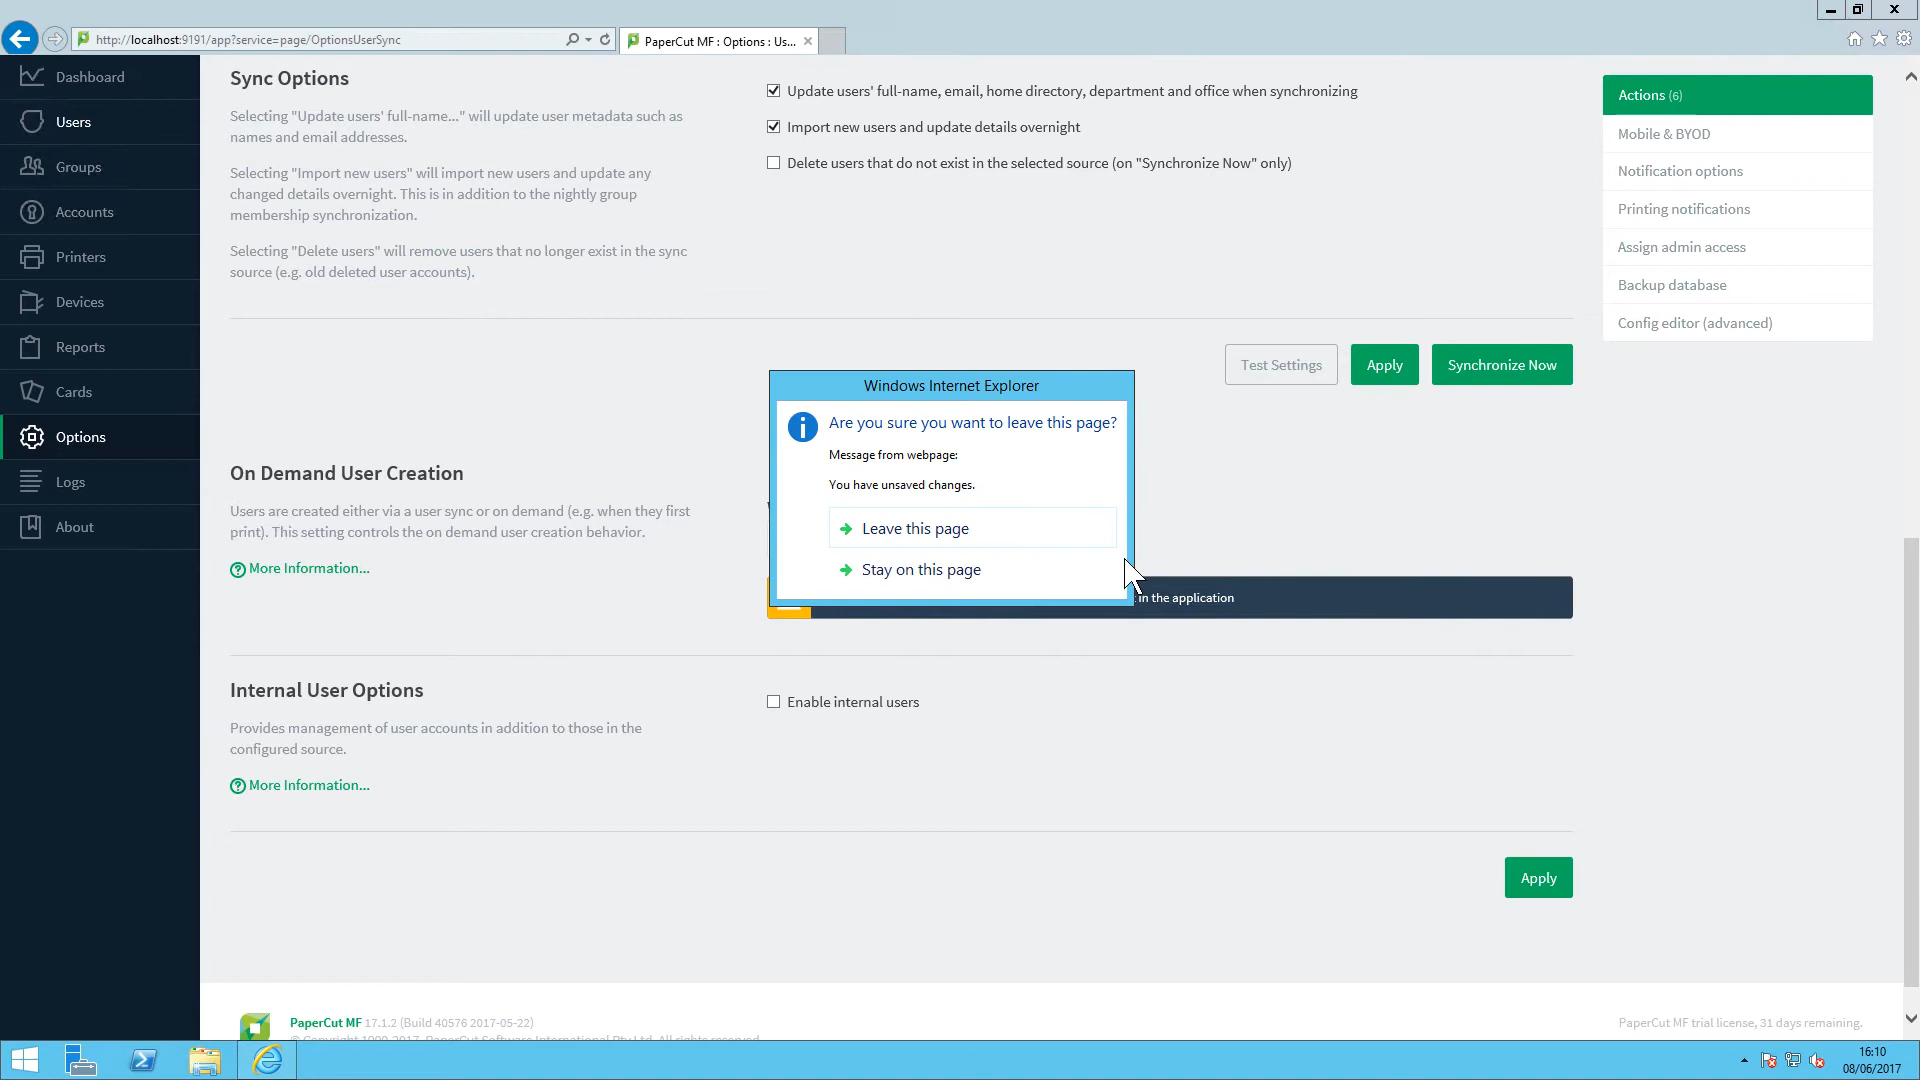 http://localhost:9191/app?service=page/OptionsUserSync
PaperCut MF : Options : Us...
Dashboard
Users
Groups
Accounts
Printers
Devices
Reports
Cards
Options
Logs
About
Sync Options
Selecting "Update users' full-name..." will update user metadata such as
names and email addresses.
Selecting "Import new users" will import new users and update any
changed details overnight. This is in addition to the nightly group
membership synchronization.
Selecting "Delete users" will remove users that no longer exist in the sync
source (e.g. old deleted user accounts).
Update users' full-name, email, home directory, department and office when synchronizing
Import new users and update details overnight
Delete users that do not exist in the selected source (on "Synchronize Now" only)
Test Settings
Apply
Synchronize Now
Actions (6)
Mobile & BYOD
Notification options
Printing notifications
Assign admin access
Backup database
Config editor (advanced)
Windows Internet Explorer
Are you sure you want to leave this page?
Message from webpage:
You have unsaved changes.
Leave this page
Stay on this page
On Demand User Creation
Users are created either via a user sync or on demand (e.g. when they first
print). This setting controls the on demand user creation behavior.
More Information...
in the application
Internal User Options
Provides management of user accounts in addition to those in the
configured source.
More Information...
Enable internal users
Apply
PaperCut MF 17.1.2 (Build 40576 2017-05-22)
PaperCut MF trial license, 31 days remaining.
16:10
08/06/2017